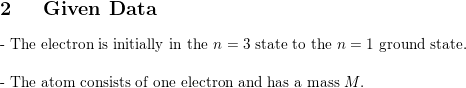 2 Given Data
- The electron is initially in the n = 3 state to the n = 1 ground state.
- The atom consists of one electron and has a mass M.